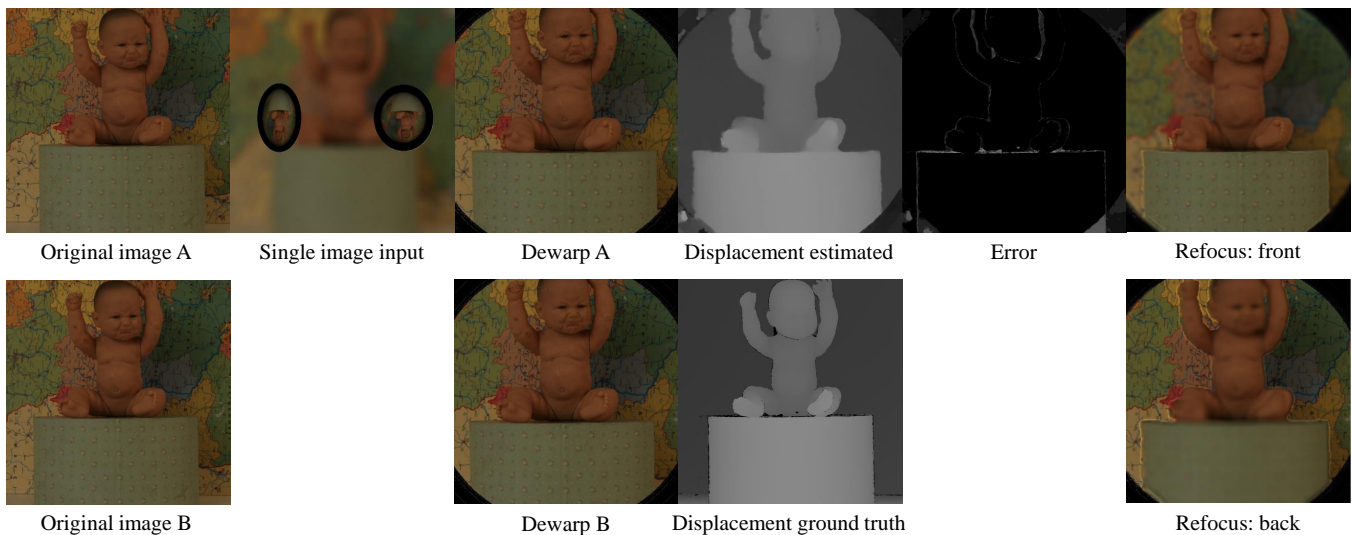 Original image A
Single image input
Dewarp A
Displacement estimated
Error
Refocus: front
Original image B
Dewarp B
Displacement ground truth
Refocus: back